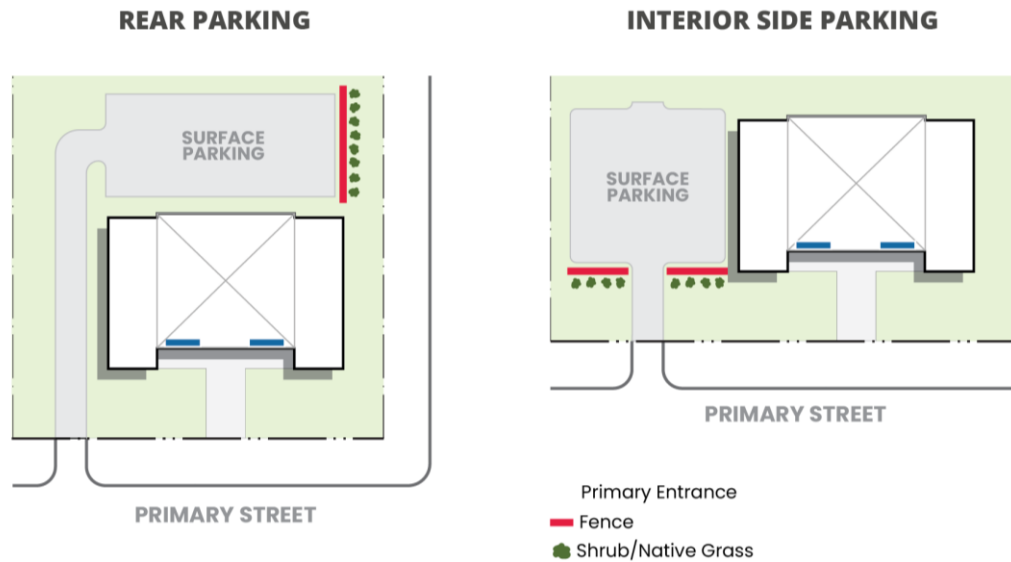 REAR PARKING
SURFACE
PARKING
PRIMARY STREET
INTERIOR SIDE PARKING
SURFACE
PARKING
PRIMARY STREET
Primary Entrance
Fence
Shrub/Native Grass